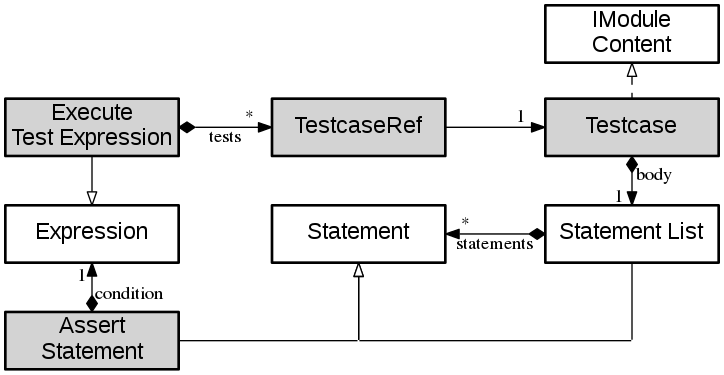 IModule
Content
Execute
Test Expression
*
tests
TestcaseRef
1
Testcase
body
1
Expression
Statement
*
statements
Statement List
1
condition
Assert
Statement